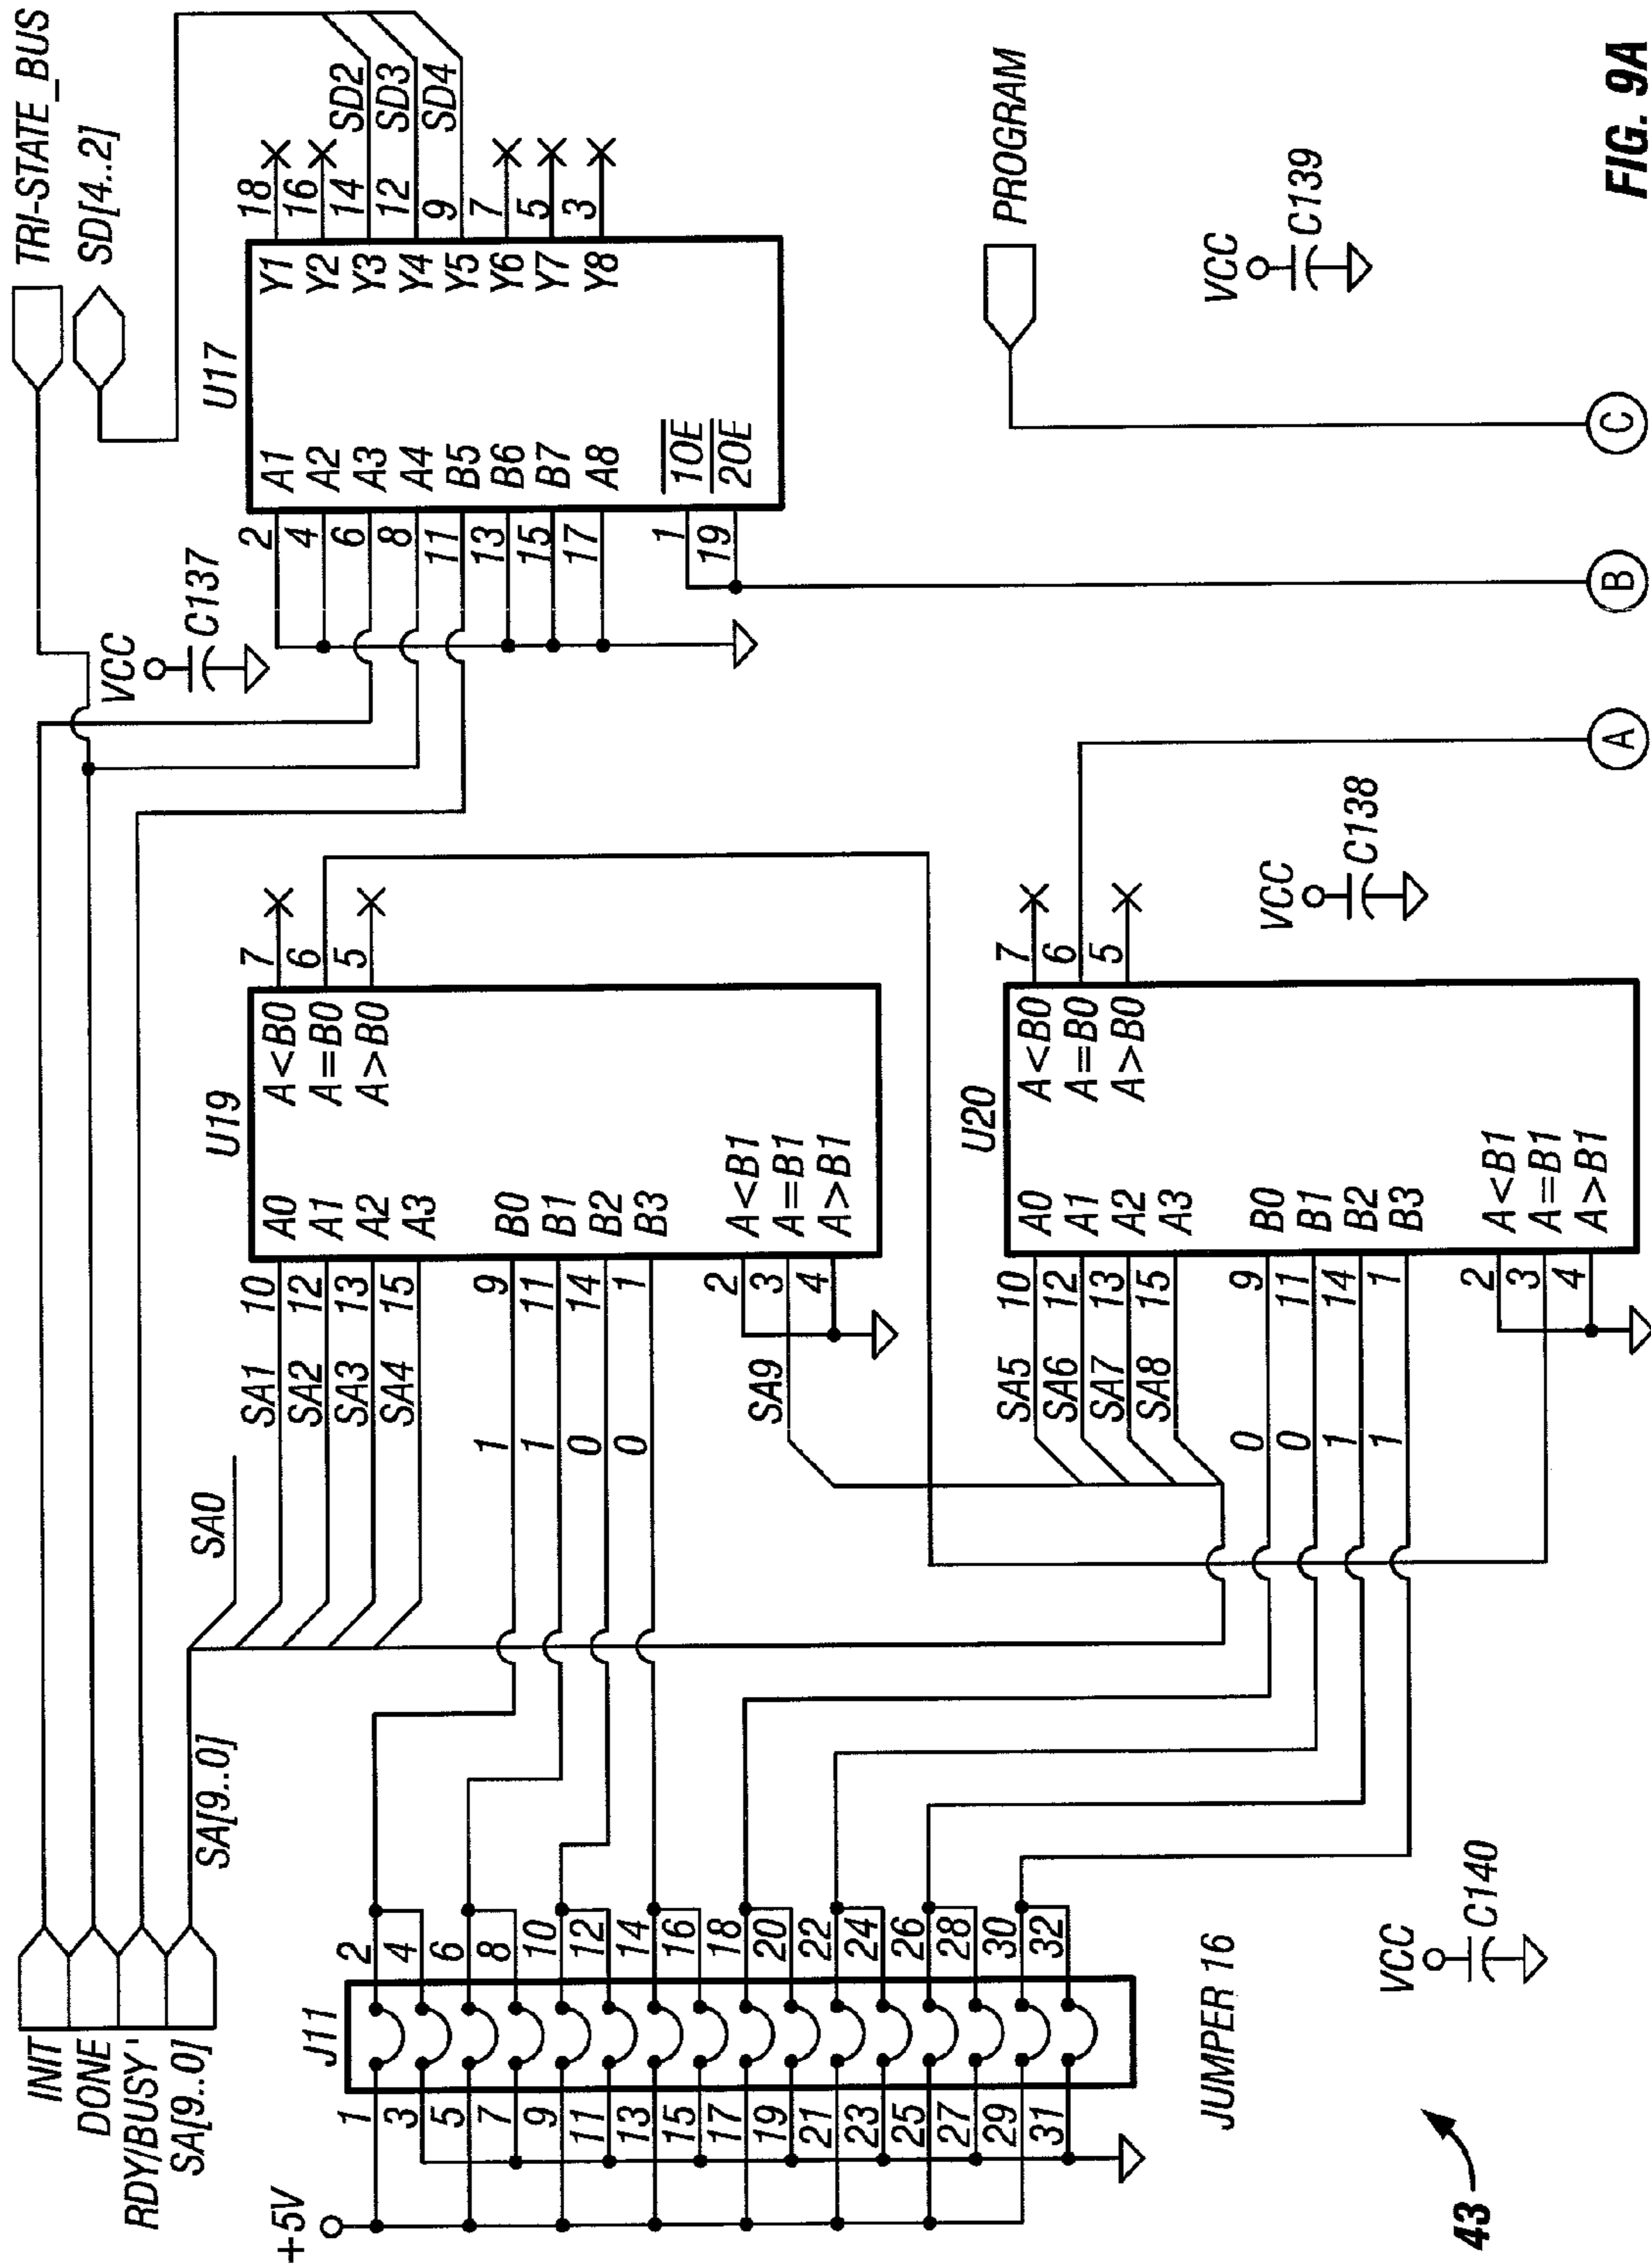 INIT
DONE
RDY/BUSY'
SA[9..0]
SA[9..0]
TRI-STATE_BUS
SD[4..2]
VCC
C137
U17
2 A1 Y1 18
4 A2 Y2 16
6 A3 Y3 14 SD2
8 A4 Y4 12 SD3
11 B5 Y5 9 SD4
13 B6 Y6 7
15 B7 Y7 5
17 A8 Y8 3
1 1OE
19 2OE
SA0
U19
SA1 10 A0 A<B0 7
SA2 12 A1 A=B0 6
SA3 13 A2 A>B0 5
SA4 15 A3
1 9 B0
1 11 B1
0 14 B2
0 1 B3
2 A<B1
SA9 3 A=B1
4 A>B1
+5V
J11
1 2
3 4
5 6
7 8
9 10
11 12
13 14
15 16
17 18
19 20
21 22
23 24
25 26
27 28
29 30
31 32
JUMPER 16
U20
SA5 10 A0 A<B0 7
SA6 12 A1 A=B0 6
SA7 13 A2 A>B0 5
SA8 15 A3
0 9 B0
0 11 B1
1 14 B2
1 1 B3
2 A<B1
3 A=B1
4 A>B1
PROGRAM
VCC
C139
VCC
C138
VCC
C140
43
A
B
C
FIG. 9A